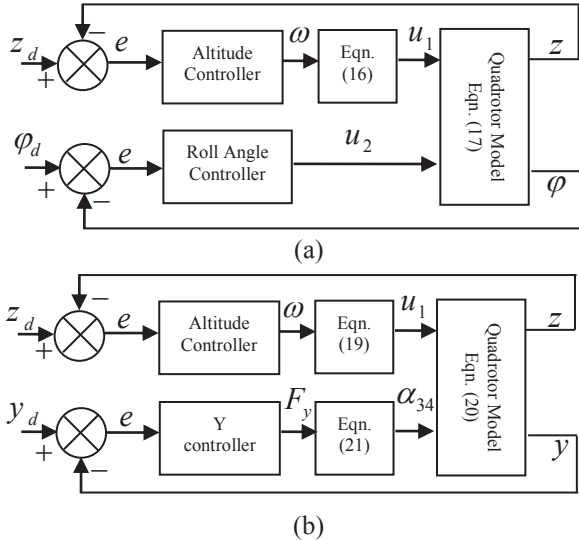 z_d
+
−
e
Altitude
Controller
ω
Eqn.
(16)
u_1
Quadrotor Model
Eqn. (17)
z
φ_d
+
−
e
Roll Angle
Controller
u_2
φ
(a)
z_d
+
−
e
Altitude
Controller
ω
Eqn.
(19)
u_1
Quadrotor Model
Eqn. (20)
z
y_d
+
−
e
Y
controller
F_y
Eqn.
(21)
α_34
y
(b)